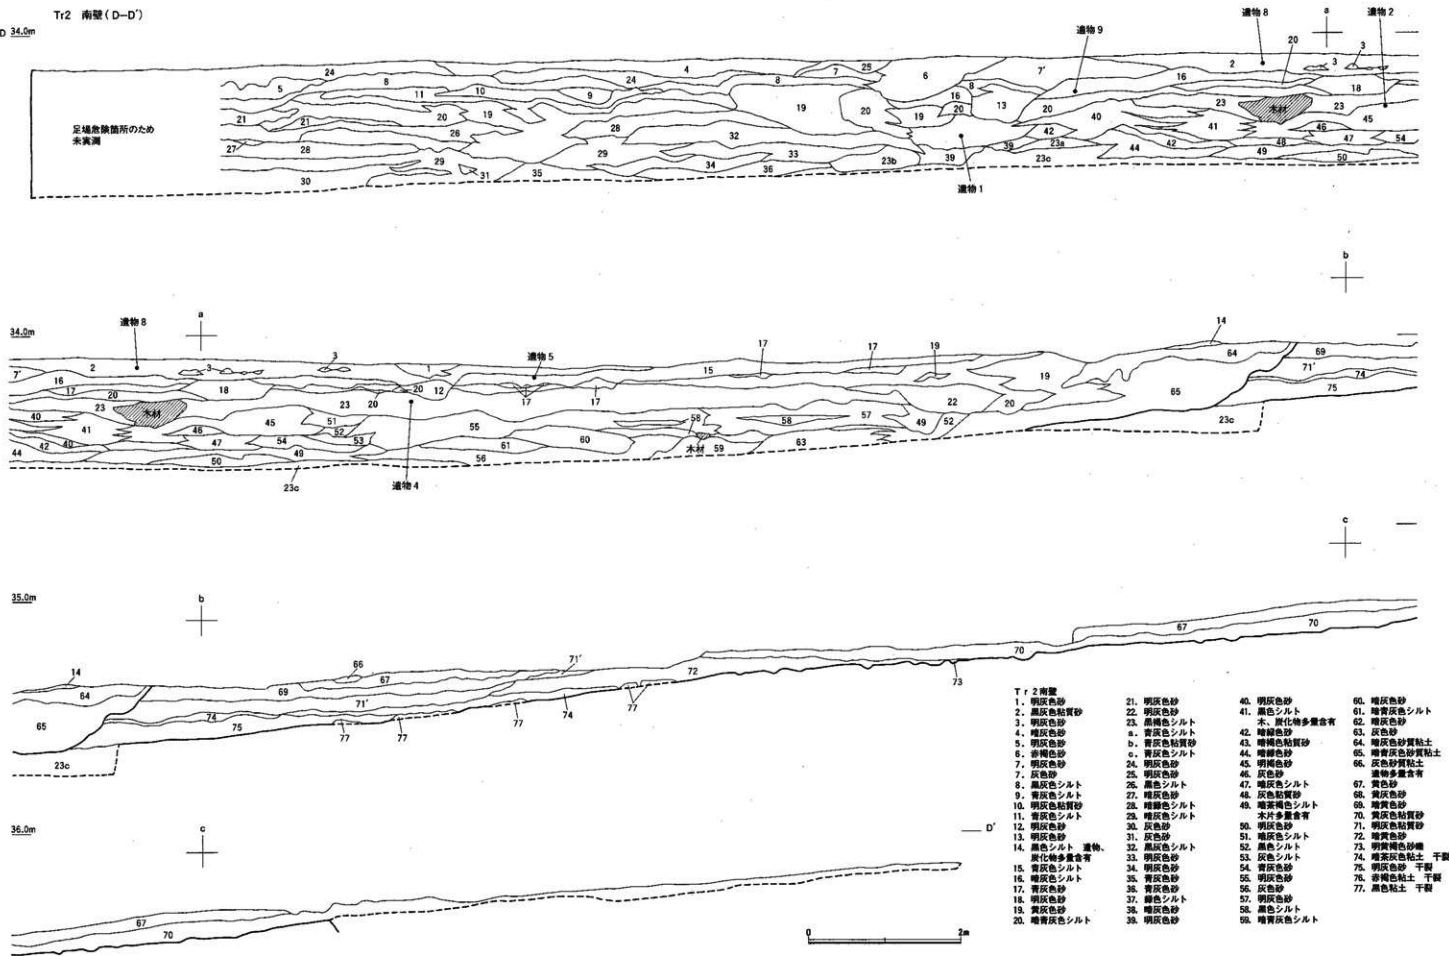 Tr2 南壁(D-D')
D 34.0m
遺物9
遺物8
a
遺物2
足場危険箇所のため
未実測
木材
遺物1
b
34.0m
遺物8
a
遺物5
木材
木材
遺物4
c
35.0m
b
36.0m
c
D'
0 2m
Tr2南壁
1. 明灰色砂
2. 黒灰色粘質砂
3. 明灰色砂
4. 暗灰色砂
5. 明灰色砂
6. 赤褐色砂
7. 明灰色砂
7. 灰色砂
8. 黒灰色シルト
9. 青灰色シルト
10. 明灰色粘質砂
11. 青灰色シルト
12. 明灰色砂
13. 明灰色砂
14. 黒色シルト 遺物、
炭化物多量含有
15. 青灰色シルト
16. 暗灰色シルト
17. 青灰色砂
18. 明灰色砂
19. 黄灰色砂
20. 暗青灰色シルト
21. 明灰色砂
22. 明灰色砂
23. 黒褐色シルト
a. 青灰色シルト
b. 青灰色粘質砂
c. 青灰色シルト
24. 明灰色砂
25. 明灰色砂
26. 黒色シルト
27. 暗灰色砂
28. 暗緑色シルト
29. 暗灰色シルト
30. 灰色砂
31. 灰色砂
32. 黒灰色シルト
33. 明灰色砂
34. 明灰色砂
35. 青灰色砂
36. 青灰色砂
37. 緑色シルト
38. 暗灰色砂
39. 明灰色砂
40. 明灰色砂
41. 黒色シルト
木、炭化物多量含有
42. 暗緑色砂
43. 暗褐色粘質砂
44. 暗緑色砂
45. 明褐色砂
46. 灰色砂
47. 暗灰色シルト
48. 灰色粘質砂
49. 暗茶褐色シルト
木片多量含有
50. 明灰色砂
51. 暗灰色シルト
52. 黒色シルト
53. 灰色シルト
54. 青灰色砂
55. 明灰色砂
56. 灰色砂
57. 明灰色砂
58. 黒色シルト
59. 暗青灰色シルト
60. 暗灰色砂
61. 暗青灰色シルト
62. 暗灰色砂
63. 灰色砂
64. 暗灰色砂質粘土
65. 暗青灰色砂質粘土
66. 灰色砂質粘土
遺物多量含有
67. 黄色砂
68. 黄灰色砂
69. 暗黄色砂
70. 黄灰色粘質砂
71. 明灰色粘質砂
72. 暗黄色砂
73. 明黄褐色砂礫
74. 暗茶灰色粘土 干裂
75. 明灰色砂 干裂
76. 赤褐色粘土 干裂
77. 黒色粘土 干裂